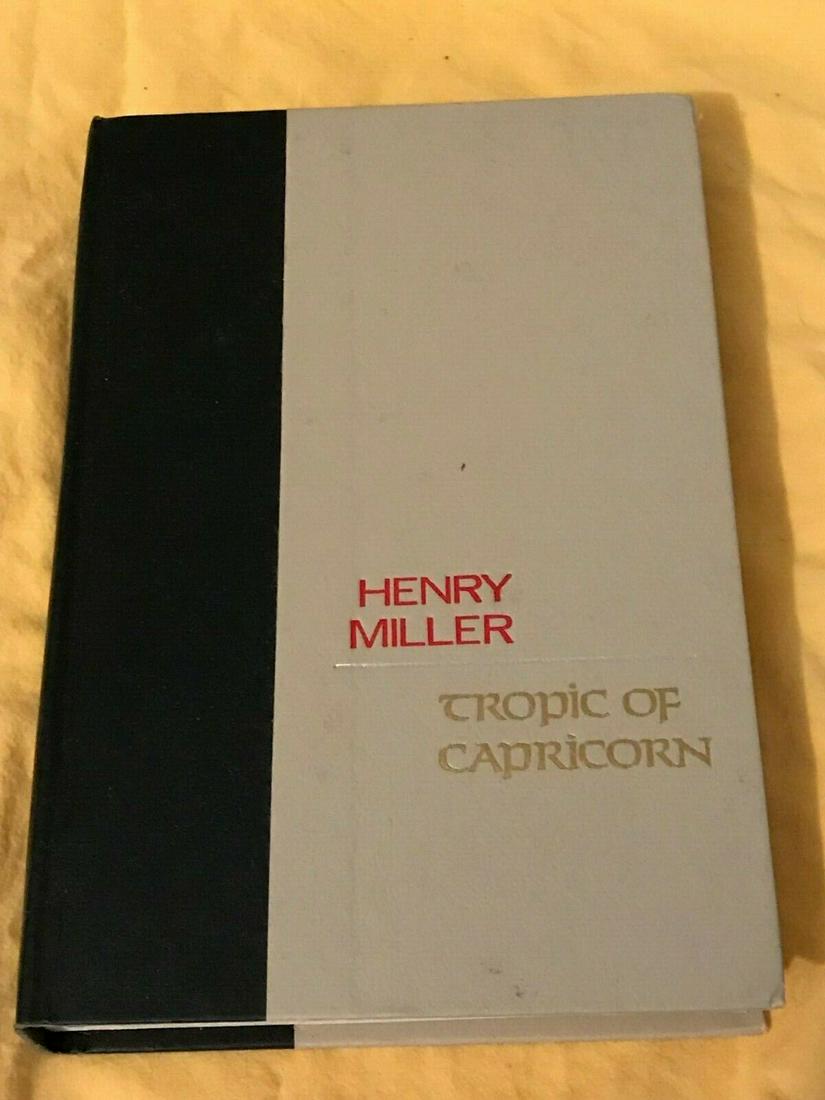 HENRY
MILLER
TROPIC OF
CAPRICORN